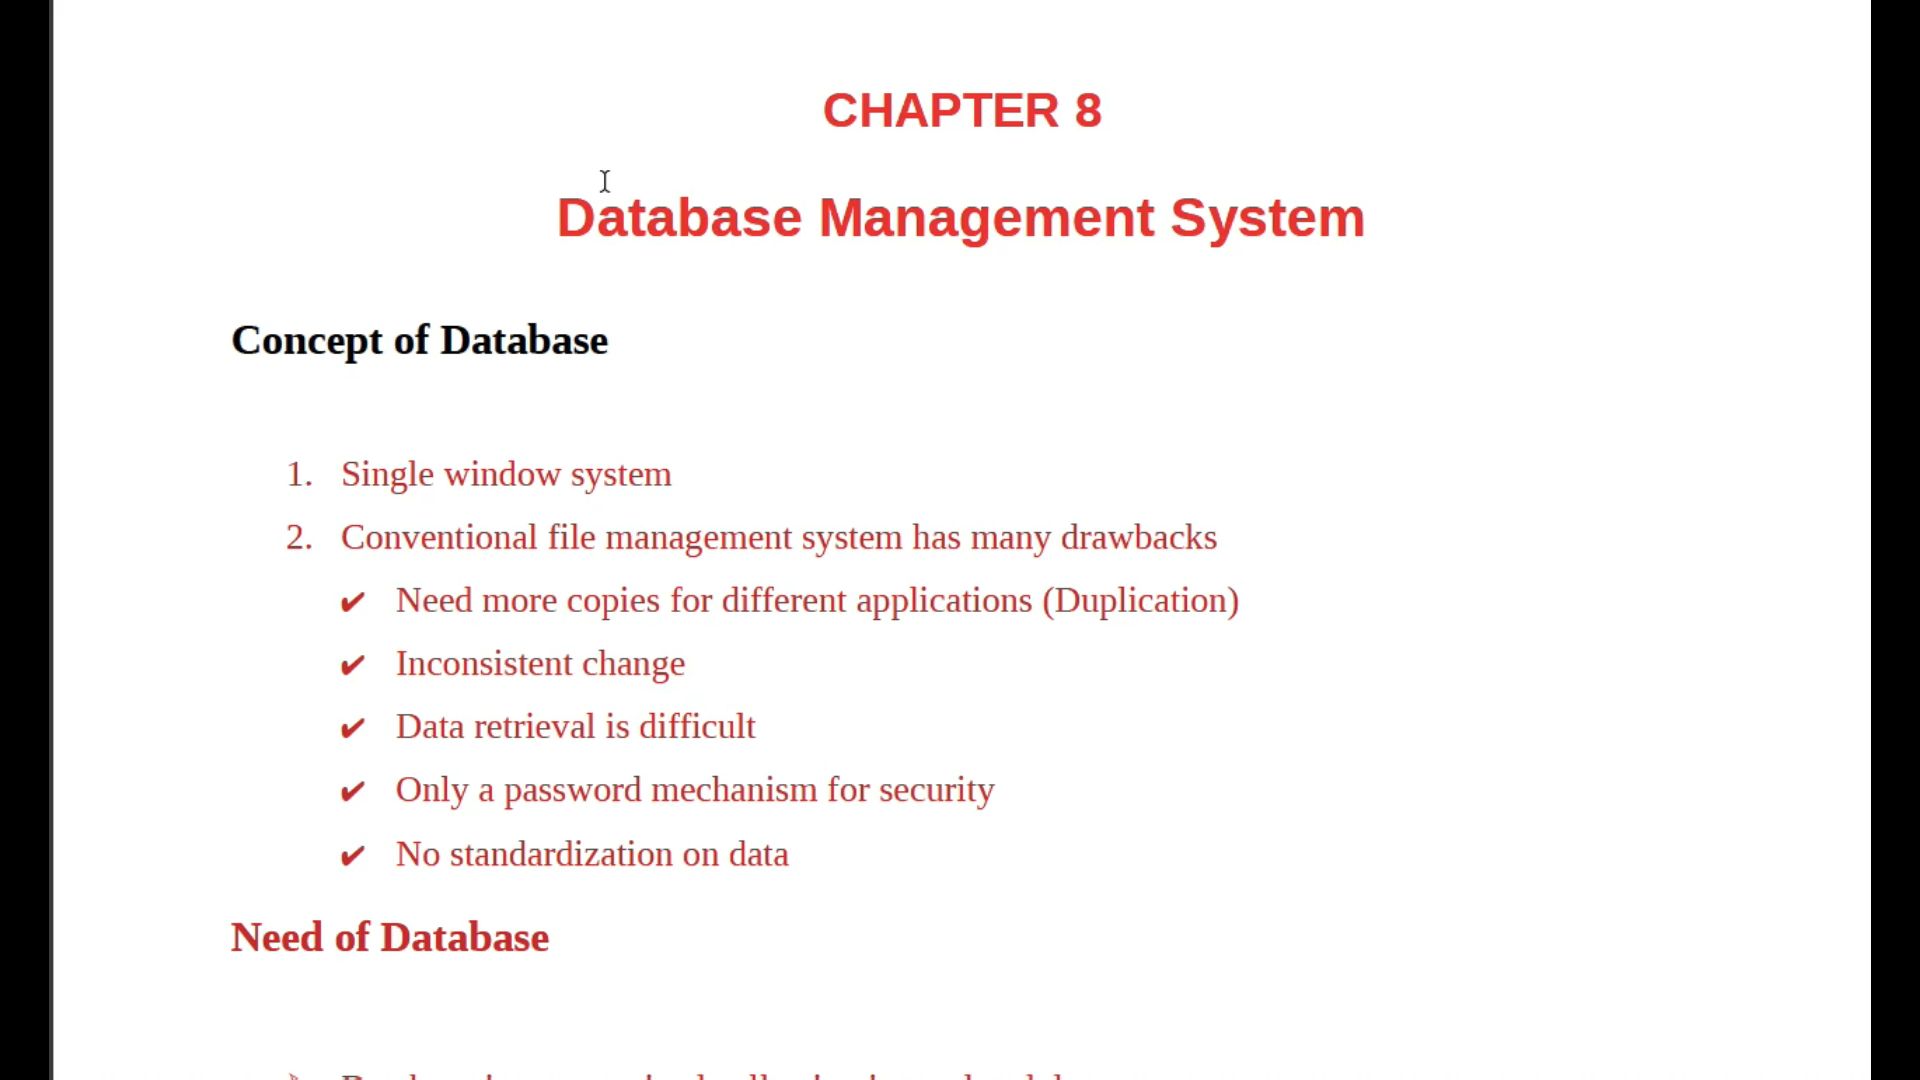 CHAPTER 8
Database Management System
Concept of Database
1. Single window system
2. Conventional file management system has many drawbacks
✔ Need more copies for different applications (Duplication)
✔ Inconsistent change
✔ Data retrieval is difficult
✔ Only a password mechanism for security
✔ No standardization on data
Need of Database